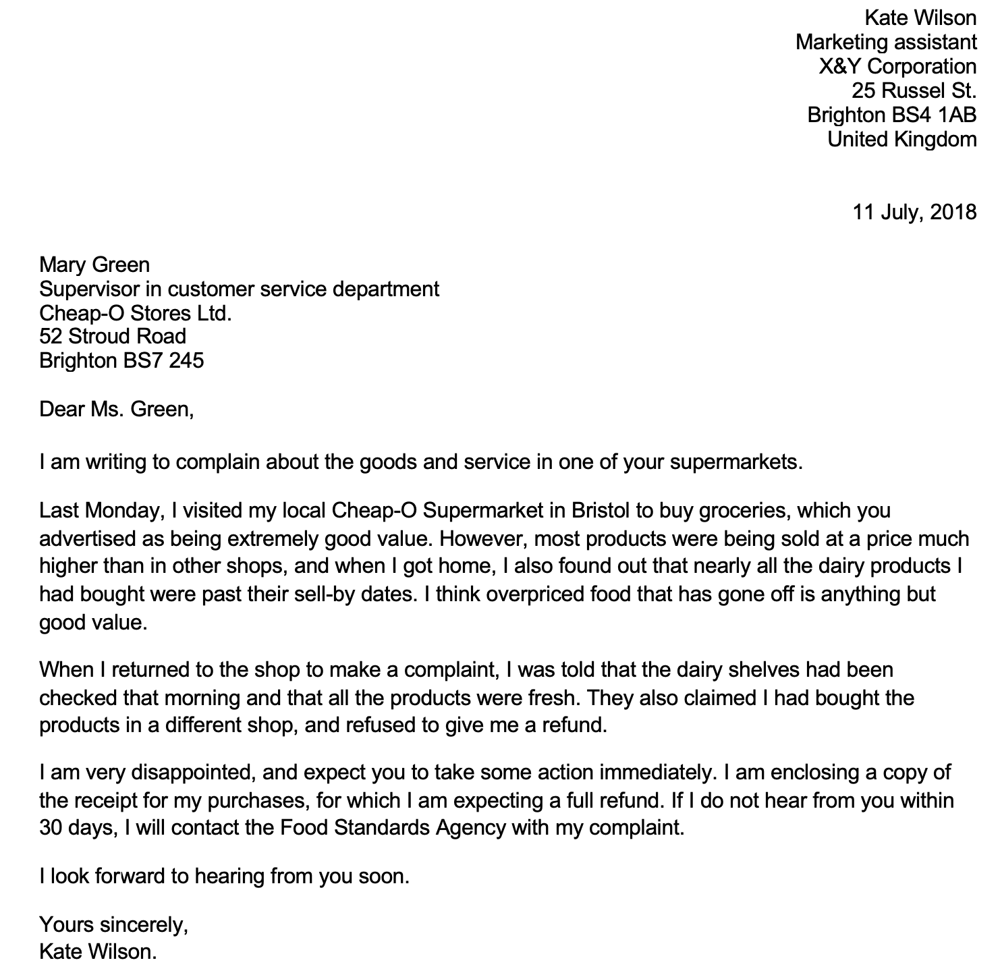 Kate Wilson
Marketing assistant
X&Y Corporation
25 Russel St.
Brighton BS4 1AB
United Kingdom
11 July, 2018
Mary Green
Supervisor in customer service department
Cheap-O Stores Ltd.
52 Stroud Road
Brighton BS7 245
Dear Ms. Green,
I am writing to complain about the goods and service in one of your supermarkets.
Last Monday, I visited my local Cheap-O Supermarket in Bristol to buy groceries, which you
advertised as being extremely good value. However, most products were being sold at a price much
higher than in other shops, and when I got home, I also found out that nearly all the dairy products I
had bought were past their sell-by dates. I think overpriced food that has gone off is anything but
good value.
When I returned to the shop to make a complaint, I was told that the dairy shelves had been
checked that morning and that all the products were fresh. They also claimed I had bought the
products in a different shop, and refused to give me a refund.
I am very disappointed, and expect you to take some action immediately. I am enclosing a copy of
the receipt for my purchases, for which I am expecting a full refund. If I do not hear from you within
30 days, I will contact the Food Standards Agency with my complaint.
I look forward to hearing from you soon.
Yours sincerely,
Kate Wilson.